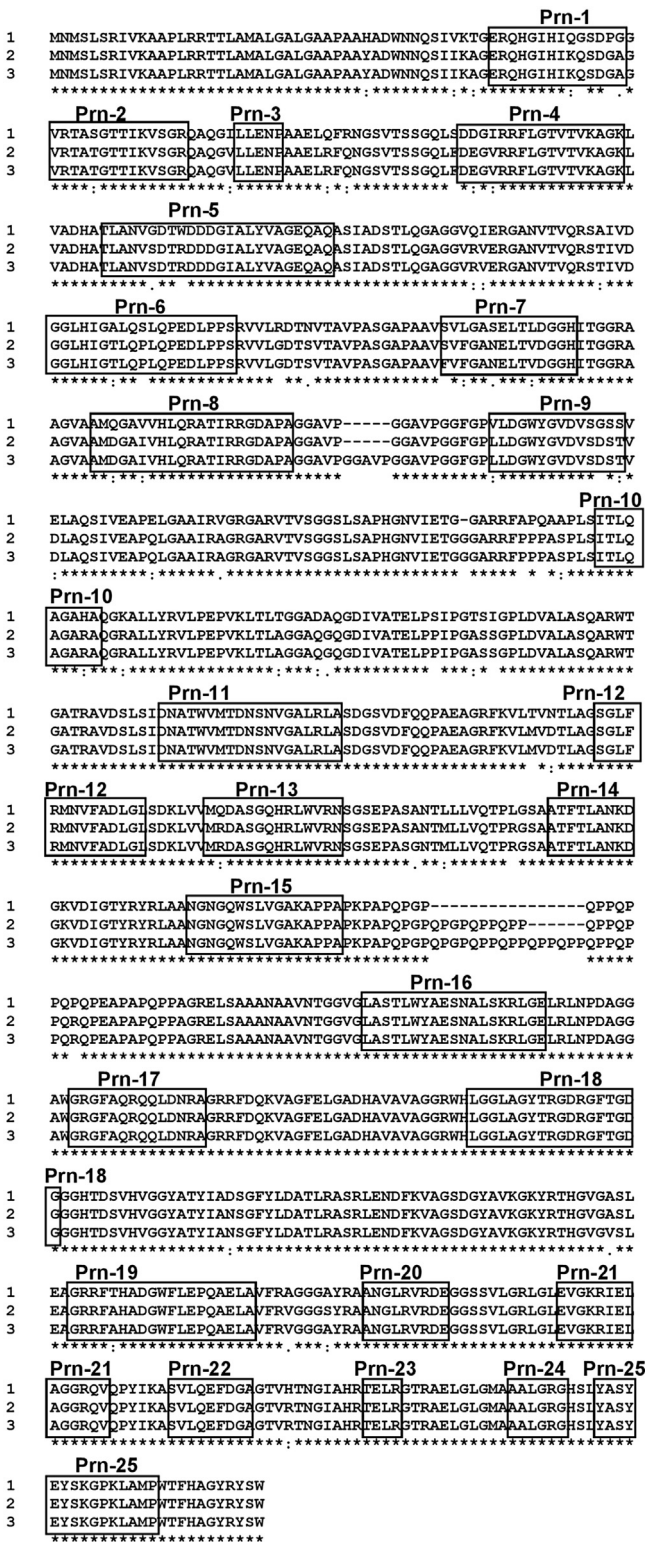 Prn-1
1 MNMSLSRIVKAAPLRRTTLAMALGALGAAPAAHADWNNQSIVKTGERQHGIHIQGSDPGG
2 MNMSLSRIVKAAPLRRTTLAMALGALGAAPAAYADWNNQSIIKAGERQHGIHIKQSDGAG
3 MNMSLSRIVKAAPLRRTTLAMALGALGAAPAAYADWNNQSIIKAGERQHGIHIKQSDGAG
********************************:********:*:*********: ** .*
Prn-2 Prn-3 Prn-4
1 VRTASGTTIKVSGRQAQGILLENPAAELQFRNGSVTSSGQLSDDGIRRFLGTVTVKAGKL
2 VRTATGTTIKVSGRQAQGVLLENPAAELRFQNGSVTSSGQLFDEGVRRFLGTVTVKAGKL
3 VRTATGTTIKVSGRQAQGVLLENPAAELRFQNGSVTSSGQLFDEGVRRFLGTVTVKAGKL
****:*************:*********:*:********** *:*:**************
Prn-5
1 VADHATLANVGDTWDDDGIALYVAGEQAQASIADSTLQGAGGVQIERGANVTVQRSAIVD
2 VADHATLANVSDTRDDDGIALYVAGEQAQASIADSTLQGAGGVRVERGANVTVQRSTIVD
3 VADHATLANVSDTRDDDGIALYVAGEQAQASIADSTLQGAGGVRVERGANVTVQRSTIVD
**********.** *****************************::***********:***
Prn-6 Prn-7
1 GGLHIGALQSLQPEDLPPSRVVLRDTNVTAVPASGAPAAVSVLGASELTLDGGHITGGRA
2 GGLHIGTLQPLQPEDLPPSRVVLGDTSVTAVPASGAPAAVFVFGANELTVDGGHITGGRA
3 GGLHIGTLQPLQPEDLPPSRVVLGDTSVTAVPASGAPAAVFVFGANELTVDGGHITGGRA
******:** ************* **.************* *:**.***:**********
Prn-8 Prn-9
1 AGVAAMQGAVVHLQRATIRRGDAPAGGAVP-----GGAVPGGFGPVLDGWYGVDVSGSSV
2 AGVAAMDGAIVHLQRATIRRGDAPAGGAVP-----GGAVPGGFGPLLDGWYGVDVSDSTV
3 AGVAAMDGAIVHLQRATIRRGDAPAGGAVPGGAVPGGAVPGGFGPLLDGWYGVDVSDSTV
******:**:******************** **********:********** *:*
Prn-10
1 ELAQSIVEAPELGAAIRVGRGARVTVSGGSLSAPHGNVIETG-GARRFAPQAAPLSITLQ
2 DLAQSIVEAPQLGAAIRAGRGARVTVSGGSLSAPHGNVIETGGGARRFPPPASPLSITLQ
3 DLAQSIVEAPQLGAAIRAGRGARVTVSGGSLSAPHGNVIETGGGARRFPPPASPLSITLQ
:*********:******.************************ ***** * *:*******
Prn-10
1 AGAHAQGKALLYRVLPEPVKLTLTGGADAQGDIVATELPSIPGTSIGPLDVALASQARWT
2 AGARAQGRALLYRVLPEPVKLTLAGGAQGQGDIVATELPPIPGASSGPLDVALASQARWT
3 AGARAQGRALLYRVLPEPVKLTLAGGAQGQGDIVATELPPIPGASSGPLDVALASQARWT
***:***:***************:***:.********** ***:* **************
Prn-11 Prn-12
1 GATRAVDSLSIDNATWVMTDNSNVGALRLASDGSVDFQQPAEAGRFKVLTVNTLAGSGLF
2 GATRAVDSLSIDNATWVMTDNSNVGALRLASDGSVDFQQPAEAGRFKVLMVDTLAGSGLF
3 GATRAVDSLSIDNATWVMTDNSNVGALRLASDGSVDFQQPAEAGRFKVLMVDTLAGSGLF
************************************************* *:********
Prn-12 Prn-13 Prn-14
1 RMNVFADLGLSDKLVVMQDASGQHRLWVRNSGSEPASANTLLLVQTPLGSAATFTLANKD
2 RMNVFADLGLSDKLVVMRDASGQHRLWVRNSGSEPASANTMLLVQTPRGSAATFTLANKD
3 RMNVFADLGLSDKLVVMRDASGQHRLWVRNSGSEPASGNTMLLVQTPRGSAATFTLANKD
*****************:*******************.**:****** ************
Prn-15
1 GKVDIGTYRYRLAANGNGQWSLVGAKAPPAPKPAPQPGP----------------QPPQP
2 GKVDIGTYRYRLAANGNGQWSLVGAKAPPAPKPAPQPGPQPGPQPPQPP------QPPQP
3 GKVDIGTYRYRLAANGNGQWSLVGAKAPPAPKPAPQPGPQPGPQPPQPPQPPQPPQPPQP
*************************************** *****
Prn-16
1 PQPQPEAPAPQPPAGRELSAAANAAVNTGGVGLASTLWYAESNALSKRLGELRLNPDAGG
2 PQRQPEAPAPQPPAGRELSAAANAAVNTGGVGLASTLWYAESNALSKRLGELRLNPDAGG
3 PQRQPEAPAPQPPAGRELSAAANAAVNTGGVGLASTLWYAESNALSKRLGELRLNPDAGG
** *********************************************************
Prn-17 Prn-18
1 AWGRGFAQRQQLDNRAGRRFDQKVAGFELGADHAVAVAGGRWHLGGLAGYTRGDRGFTGD
2 AWGRGFAQRQQLDNRAGRRFDQKVAGFELGADHAVAVAGGRWHLGGLAGYTRGDRGFTGD
3 AWGRGFAQRQQLDNRAGRRFDQKVAGFELGADHAVAVAGGRWHLGGLAGYTRGDRGFTGD
************************************************************
Prn-18
1 GGGHTDSVHVGGYATYIADSGFYLDATLRASRLENDFKVAGSDGYAVKGKYRTHGVGASL
2 GGGHTDSVHVGGYATYIANSGFYLDATLRASRLENDFKVAGSDGYAVKGKYRTHGVGASL
3 GGGHTDSVHVGGYATYIANSGFYLDATLRASRLENDFKVAGSDGYAVKGKYRTHGVGVSL
******************:**************************************.**
Prn-19 Prn-20 Prn-21
1 EAGRRFTHADGWFLEPQAELAVFRAGGGAYRAANGLRVRDEGGSSVLGRLGLEVGKRIEL
2 EAGRRFAHADGWFLEPQAELAVFRVGGGSYRAANGLRVRDEGGSSVLGRLGLEVGKRIEL
3 EAGRRFAHADGWFLEPQAELAVFRVGGGAYRAANGLRVRDEGGSSVLGRLGLEVGKRIEL
******:*****************.***:*******************************
Prn-21 Prn-22 Prn-23 Prn-24 Prn-25
1 AGGRQVQPYIKASVLQEFDGAGTVHTNGIAHRTELRGTRAELGLGMAAALGRGHSLYASY
2 AGGRQVQPYIKASVLQEFDGAGTVRTNGIAHRTELRGTRAELGLGMAAALGRGHSLYASY
3 AGGRQVQPYIKASVLQEFDGAGTVRTNGIAHRTELRGTRAELGLGMAAALGRGHSLYASY
************************:***********************************
Prn-25
1 EYSKGPKLAMPWTFHAGYRYSW
2 EYSKGPKLAMPWTFHAGYRYSW
3 EYSKGPKLAMPWTFHAGYRYSW
**********************